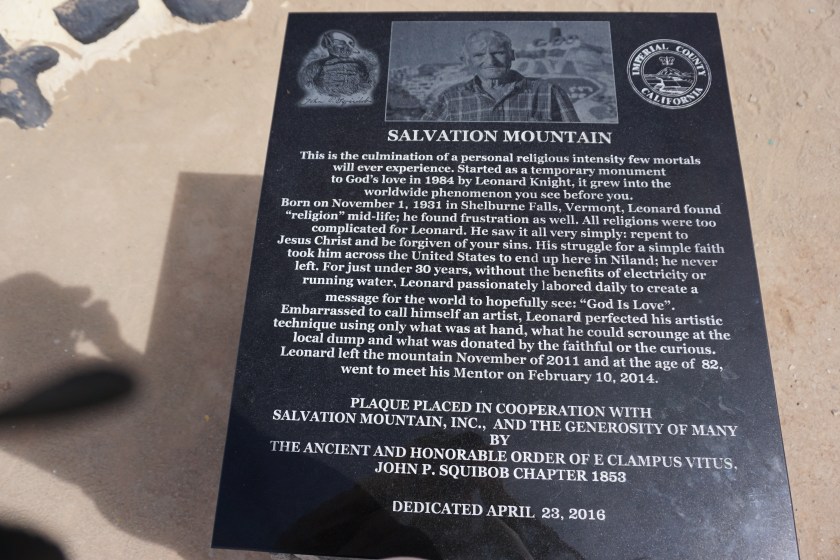 IMPERIAL COUNTY
CALIFORNIA
SALVATION MOUNTAIN
This is the culmination of a personal religious intensity few mortals
will ever experience. Started as a temporary monument
to God's love in 1984 by Leonard Knight, it grew into the
worldwide phenomenon you see before you.
Born on November 1, 1931 in Shelburne Falls, Vermont, Leonard found
"religion" mid-life; he found frustration as well. All religions were too
complicated for Leonard. He saw it all very simply: repent to
Jesus Christ and be forgiven of your sins. His struggle for a simple faith
took him across the United States to end up here in Niland; he never
left. For just under 30 years, without the benefits of electricity or
running water, Leonard passionately labored daily to create a
message for the world to hopefully see: "God Is Love".
Embarrassed to call himself an artist, Leonard perfected his artistic
technique using only what was at hand, what he could scrounge at the
local dump and what was donated by the faithful or the curious.
Leonard left the mountain November of 2011 and at the age of 82,
went to meet his Mentor on February 10, 2014.
PLAQUE PLACED IN COOPERATION WITH
SALVATION MOUNTAIN, INC., AND THE GENEROSITY OF MANY
BY
THE ANCIENT AND HONORABLE ORDER OF E CLAMPUS VITUS,
JOHN P. SQUIBOB CHAPTER 1853
DEDICATED APRIL 23, 2016